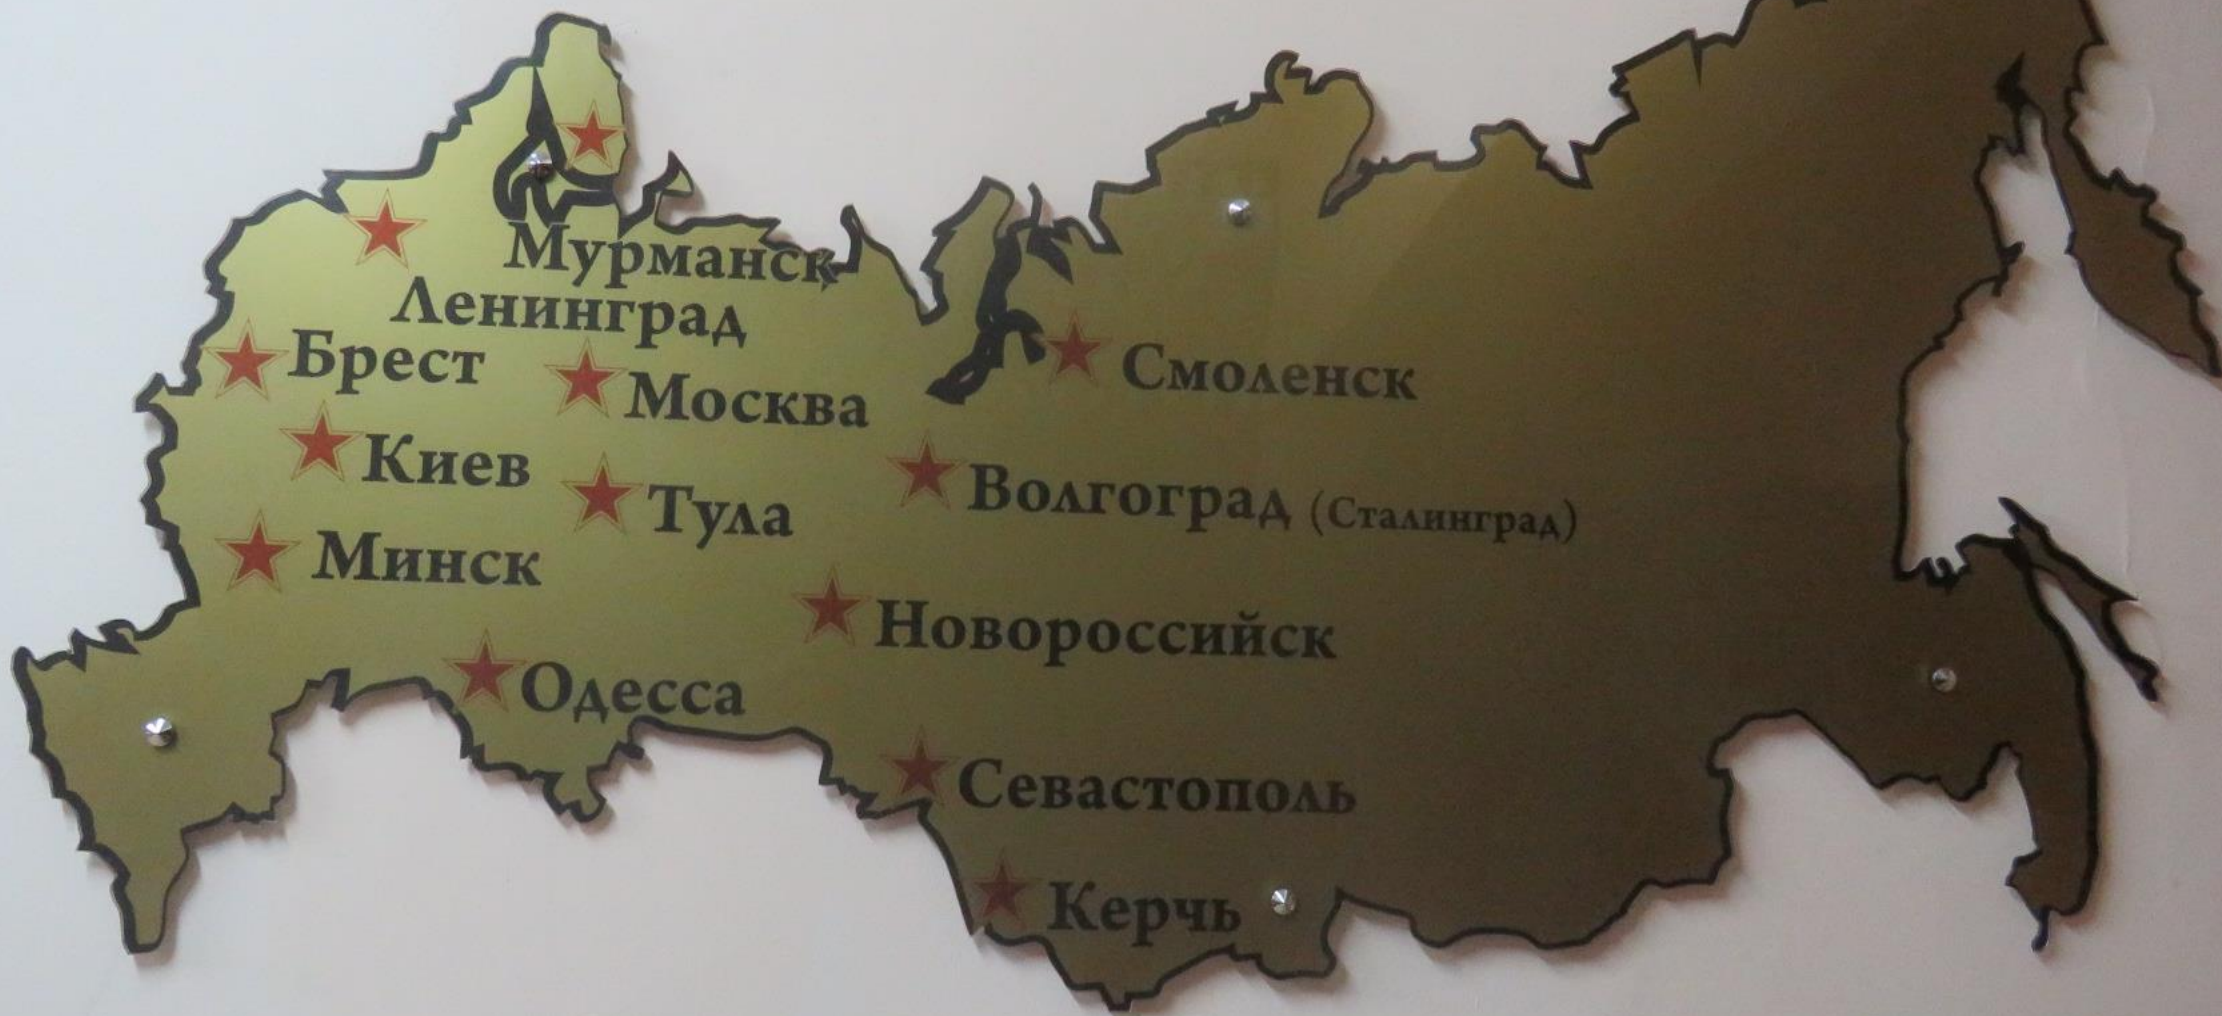 Мурманск
Ленинград
Брест
Москва
Смоленск
Киев
Тула
Волгоград (Сталинград)
Минск
Новороссийск
Одесса
Севастополь
Керчь